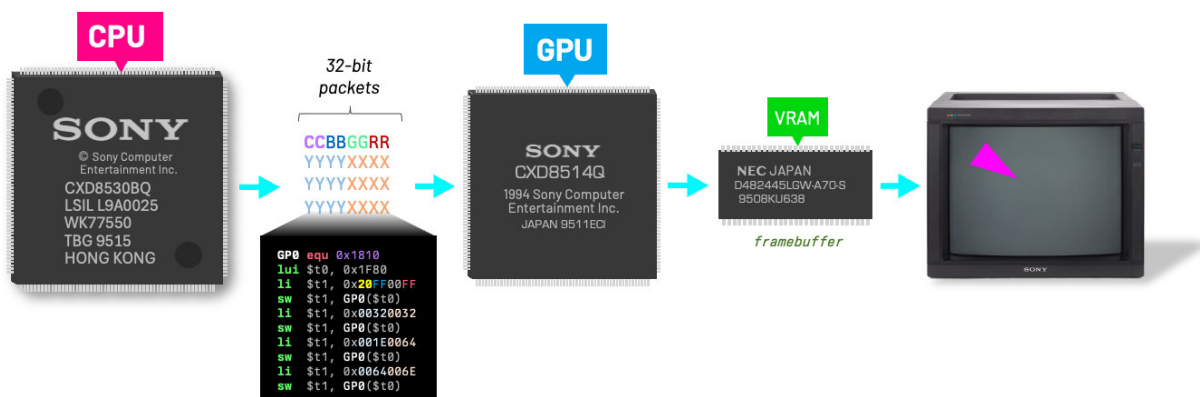 CPU
SONY
© Sony Computer
Entertainment Inc.
CXD8530BQ
LSIL L9A0025
WK77550
TBG 9515
HONG KONG
32-bit
packets
CCBBGGRR
YYYYXXXX
YYYYXXXX
YYYYXXXX
GP0 equ 0x1810
lui $t0, 0x1F80
li $t1, 0x20FF00FF
sw $t1, GP0($t0)
li $t1, 0x00320032
sw $t1, GP0($t0)
li $t1, 0x001E0064
sw $t1, GP0($t0)
li $t1, 0x0064006E
sw $t1, GP0($t0)
GPU
SONY
CXD8514Q
1994 Sony Computer
Entertainment Inc.
JAPAN 9511ECI
VRAM
NEC JAPAN
D482445LGW-A70-S
9508KU638
framebuffer
SONY